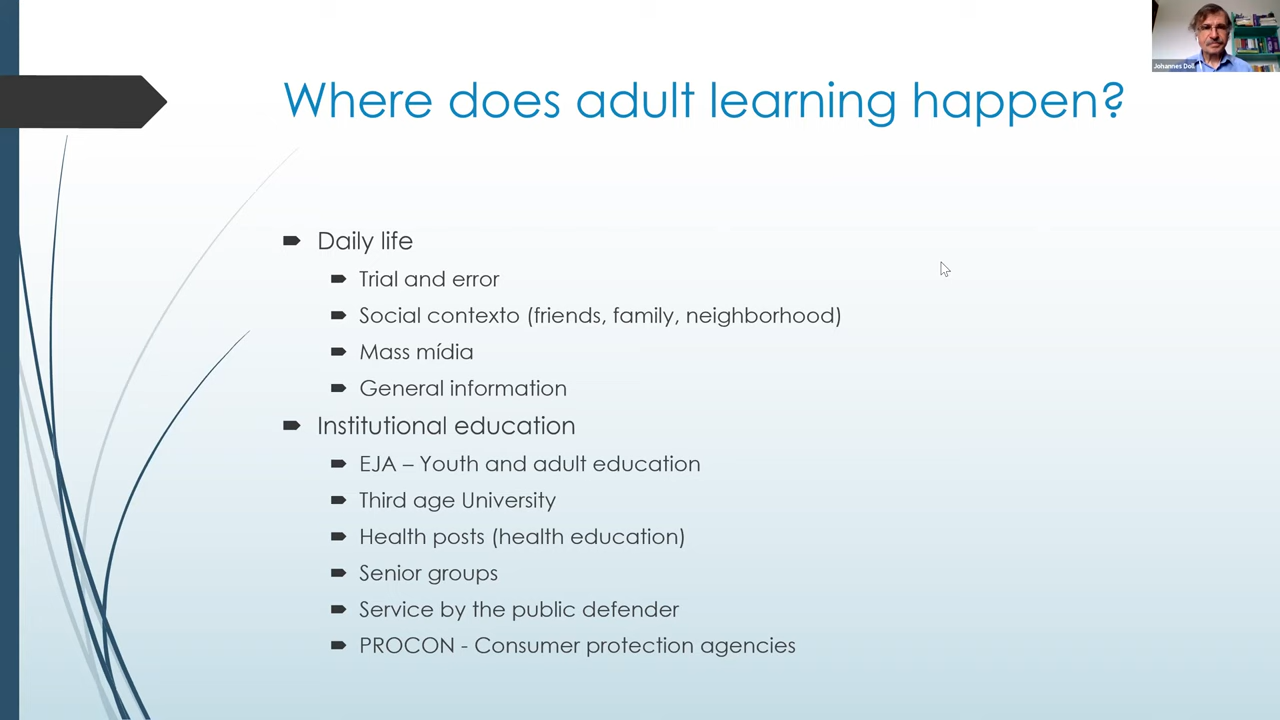 Johannes Doll
Where does adult learning happen?
Daily life
Trial and error
Social contexto (friends, family, neighborhood)
Mass mídia
General information
Institutional education
EJA – Youth and adult education
Third age University
Health posts (health education)
Senior groups
Service by the public defender
PROCON - Consumer protection agencies